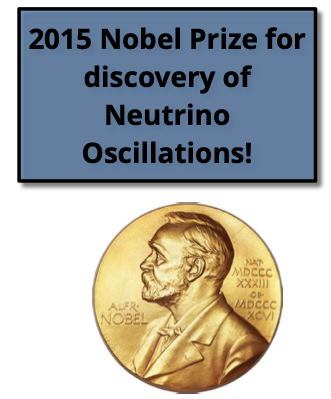 2015 Nobel Prize for
discovery of
Neutrino
Oscillations!
ALFR·
NOBEL
NAT·
MDCCC
XXXIII
OB·
MDCCC
XCVI